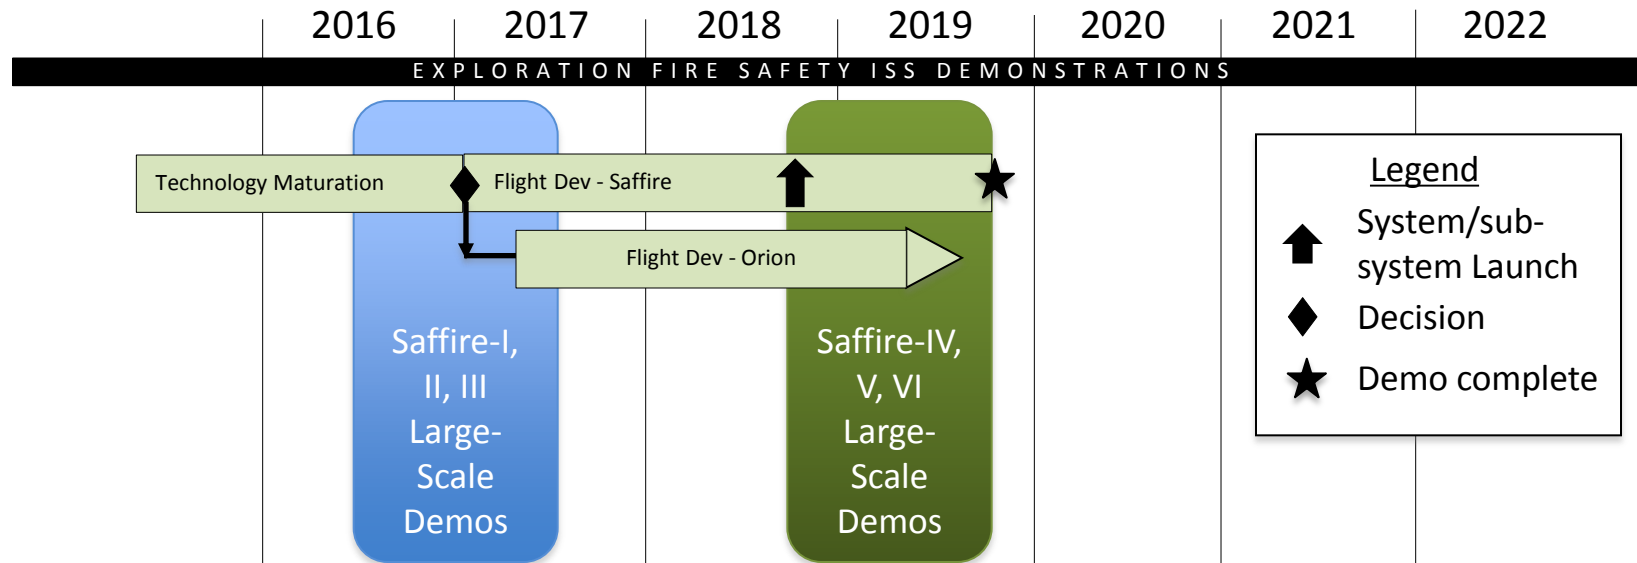 2016 2017 2018 2019 2020 2021 2022
EXPLORATION FIRE SAFETY ISS DEMONSTRATIONS
Technology Maturation
Flight Dev - Saffire
Flight Dev - Orion
Saffire-I,
II, III
Large-
Scale
Demos
Saffire-IV,
V, VI
Large-
Scale
Demos
Legend
System/sub-
system Launch
Decision
Demo complete